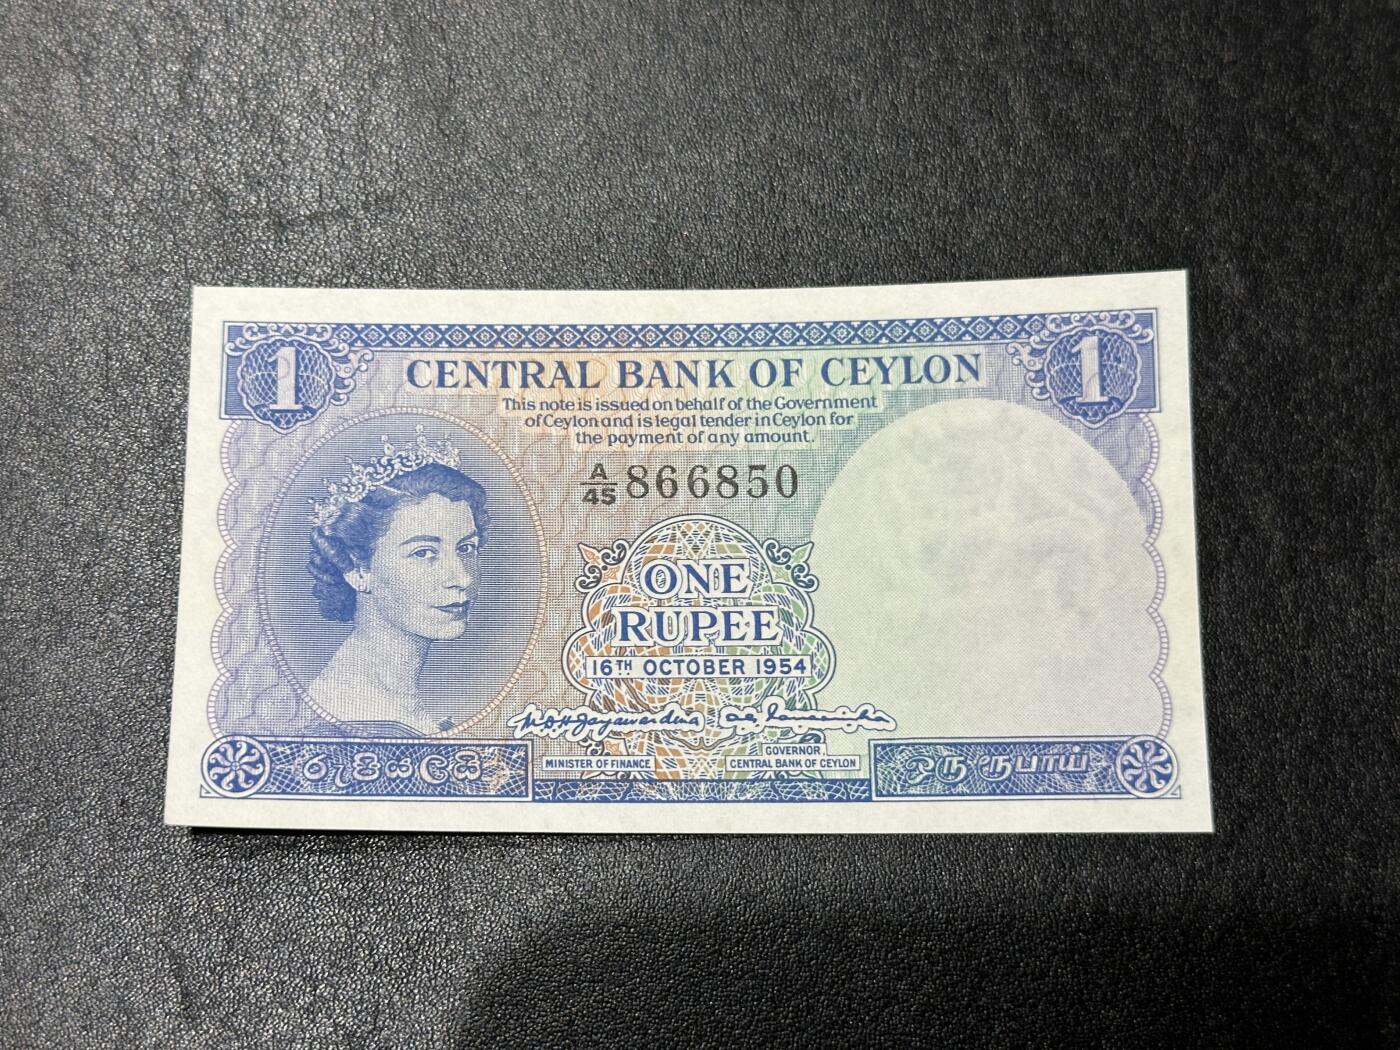 1 1
CENTRAL BANK OF CEYLON
This note is issued on behalf of the Government
of Ceylon and is legal tender in Ceylon for
the payment of any amount.
A/45 866850
ONE
RUPEE
16TH OCTOBER 1954
MINISTER OF FINANCE
GOVERNOR,
CENTRAL BANK OF CEYLON
රුපියලයි
ஒரு ரூபாய்